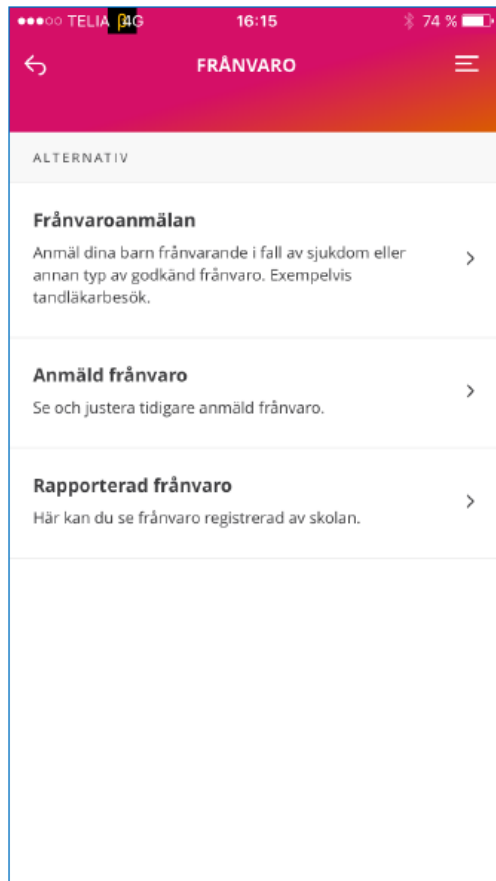 TELIA β4G 16:15 74 %
FRÅNVARO
ALTERNATIV
Frånvaroanmälan
Anmäl dina barn frånvarande i fall av sjukdom eller
annan typ av godkänd frånvaro. Exempelvis
tandläkarbesök.
Anmäld frånvaro
Se och justera tidigare anmäld frånvaro.
Rapporterad frånvaro
Här kan du se frånvaro registrerad av skolan.